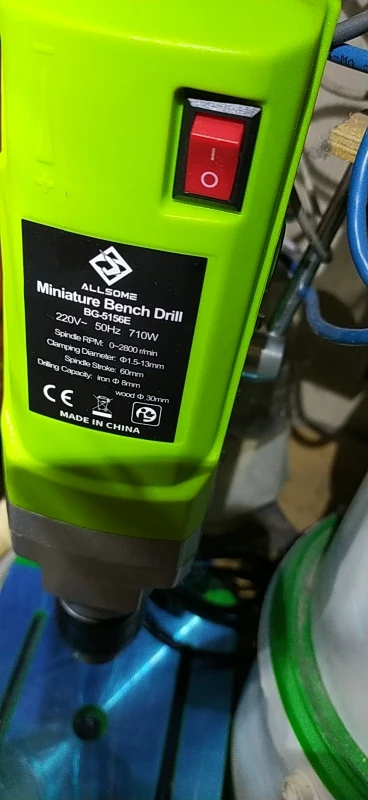 ALLSOME
Miniature Bench Drill
BG-5156E
220V~ 50Hz 710W
Spindle RPM: 0~2800 r/min
Clamping Diameter: Φ1.5-13mm
Spindle Stroke: 60mm
Drilling Capacity: iron Φ 8mm
wood Φ 30mm
CE
MADE IN CHINA